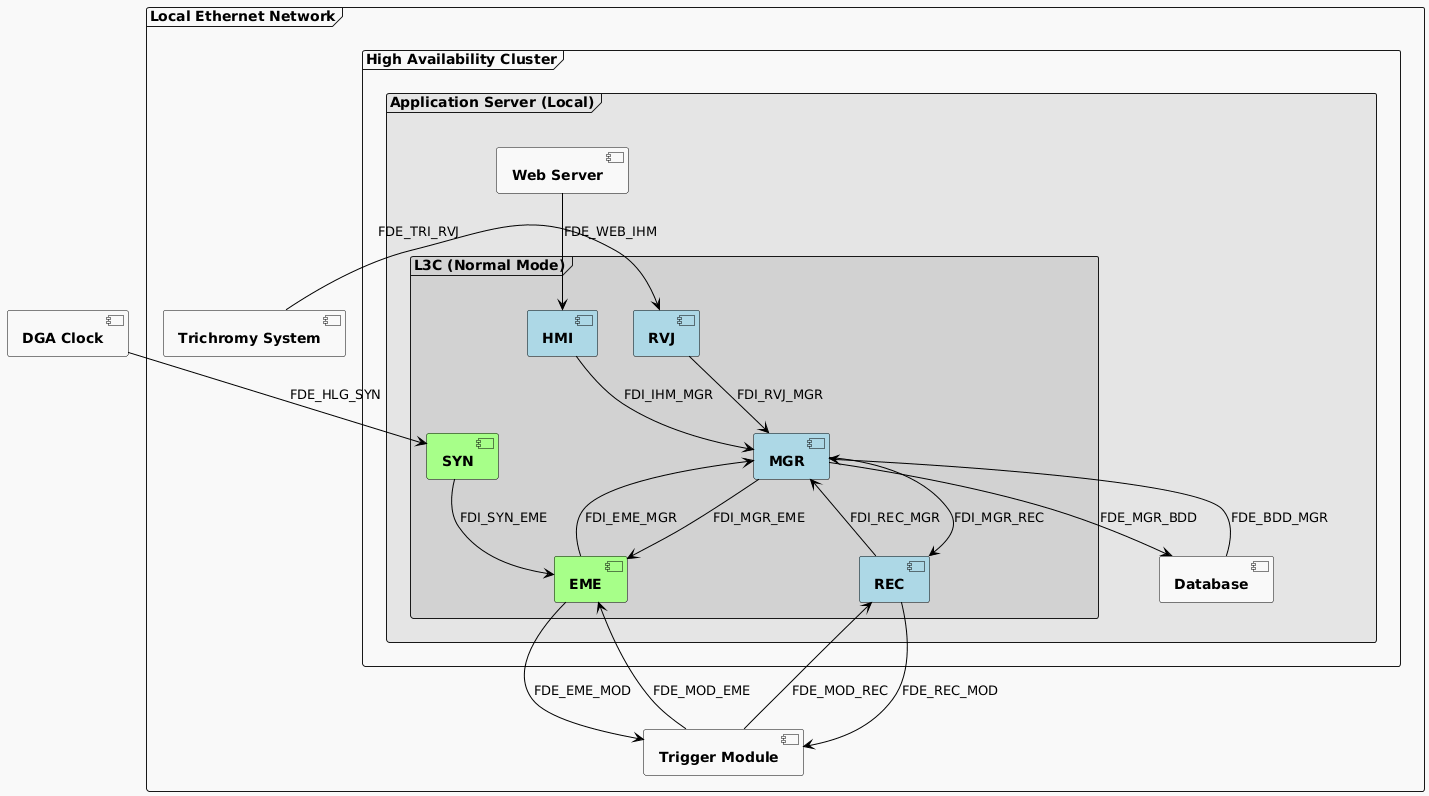 Local Ethernet Network
High Availability Cluster
Application Server (Local)
Web Server
FDE_TRI_RVJ
FDE_WEB_IHM
L3C (Normal Mode)
DGA Clock
Trichromy System
HMI
RVJ
FDE_HLG_SYN
FDI_IHM_MGR
FDI_RVJ_MGR
SYN
MGR
FDI_SYN_EME
FDI_EME_MGR
FDI_MGR_EME
FDI_REC_MGR
FDI_MGR_REC
FDE_MGR_BDD
FDE_BDD_MGR
EME
REC
Database
FDE_EME_MOD
FDE_MOD_EME
FDE_MOD_REC
FDE_REC_MOD
Trigger Module